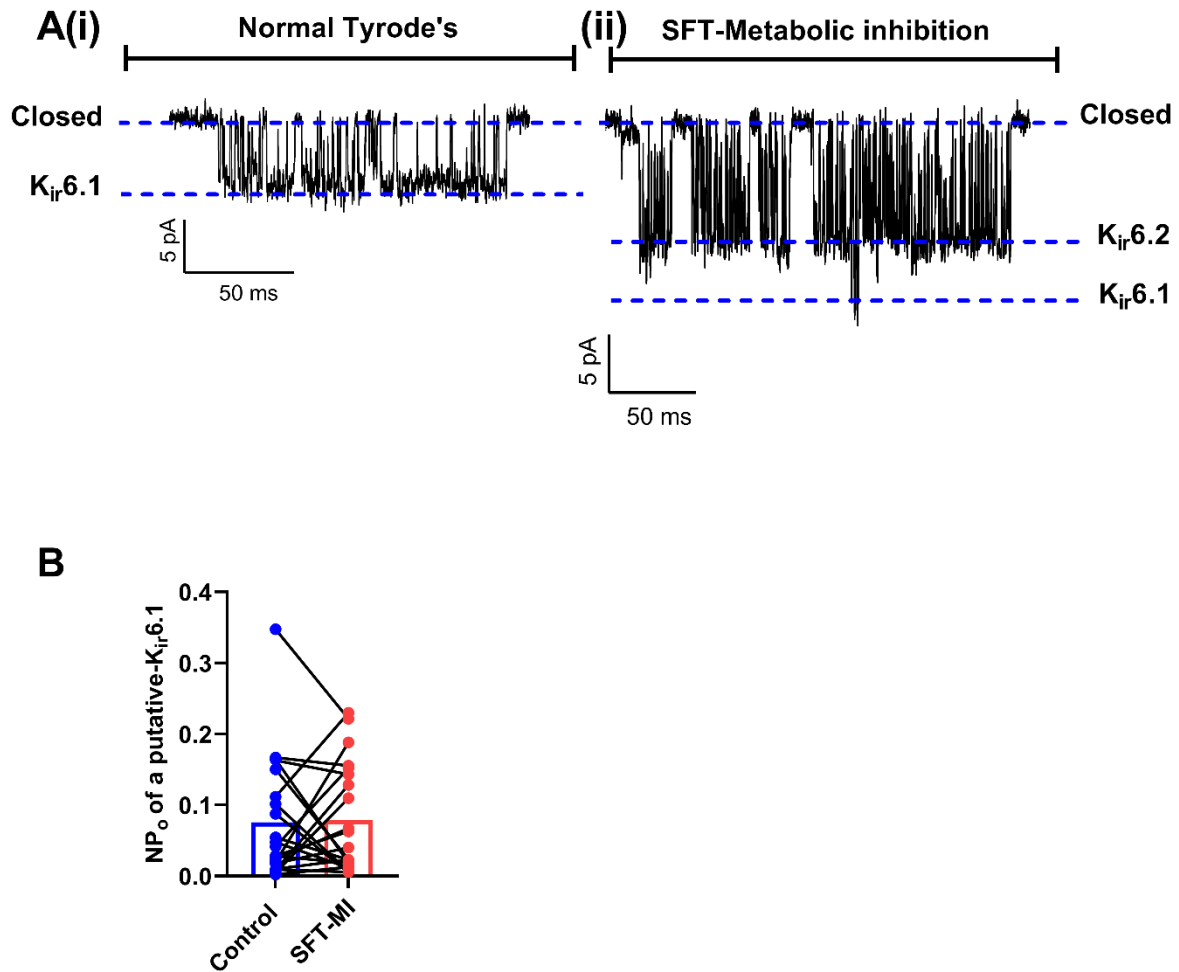 A(i)
Normal Tyrode's
(ii)
SFT-Metabolic inhibition
Closed
Kir6.1
5 pA
50 ms
Closed
Kir6.2
Kir6.1
5 pA
50 ms
B
NPo of a putative-Kir6.1
0.4
0.3
0.2
0.1
0.0
Control
SFT-MI